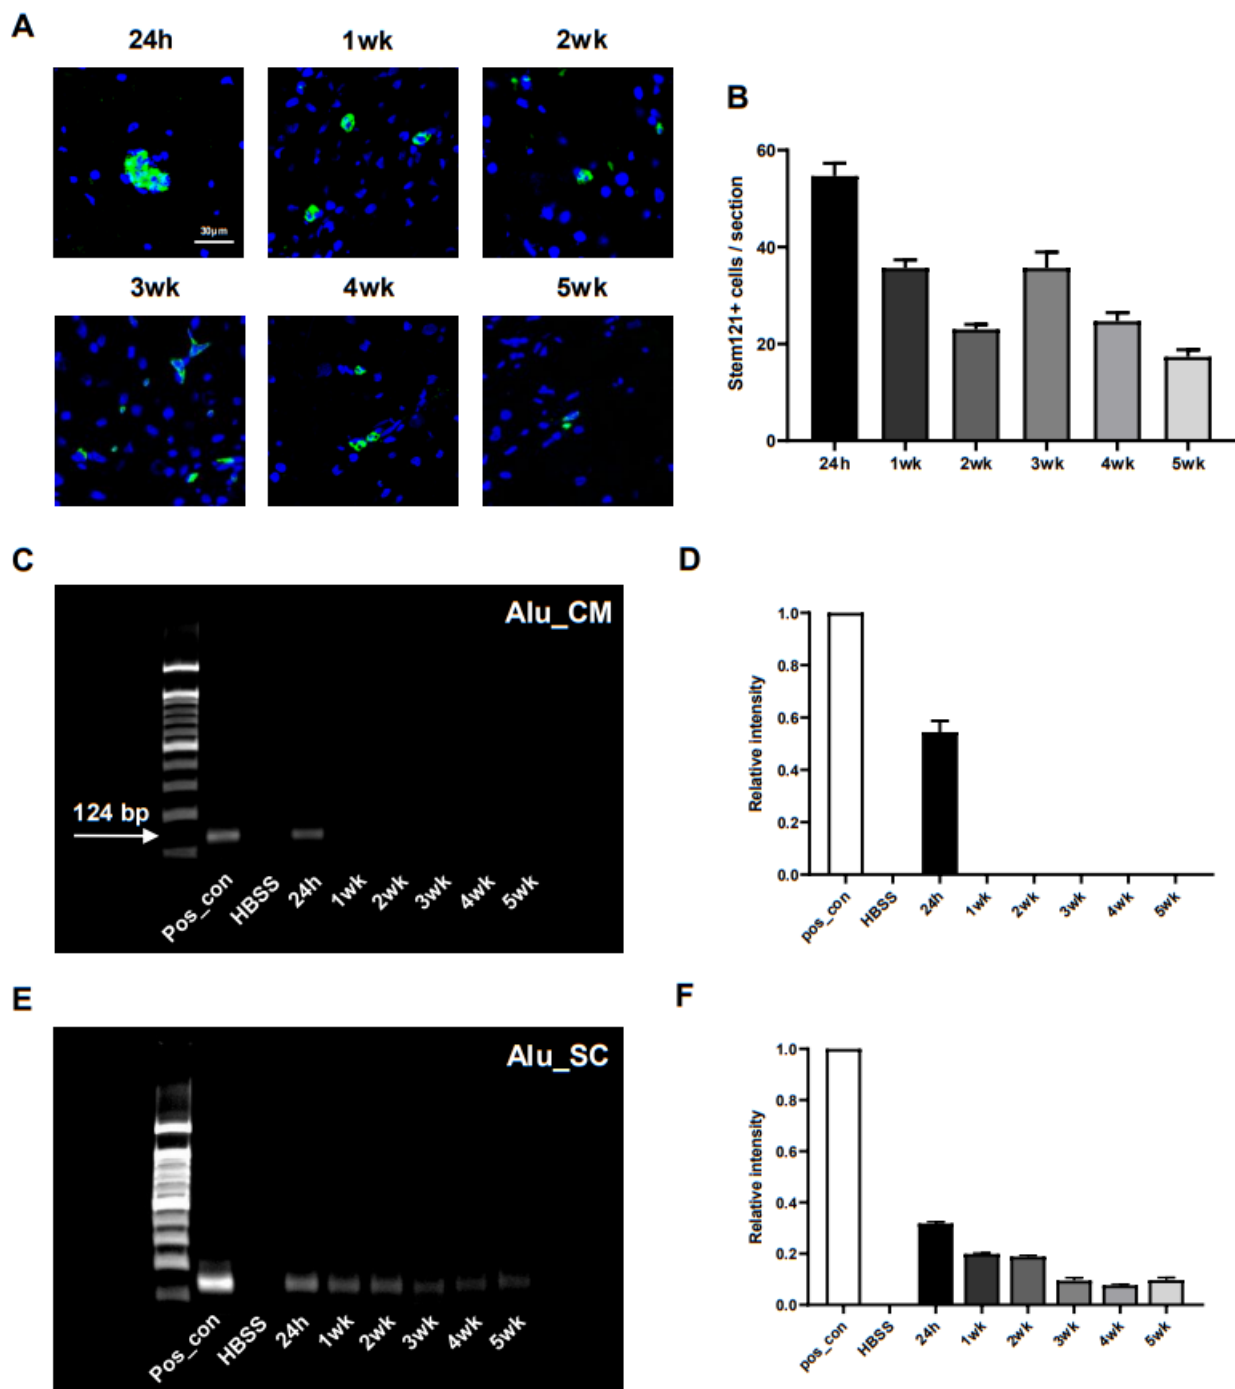 A
24h
1wk
2wk
30µm
3wk
4wk
5wk
B
Stem121+ cells / section
60
40
20
0
24h
1wk
2wk
3wk
4wk
5wk
C
Alu_CM
124 bp
Pos_con
HBSS
24h
1wk
2wk
3wk
4wk
5wk
D
Relative intensity
1.0
0.8
0.6
0.4
0.2
0.0
pos_con
HBSS
24h
1wk
2wk
3wk
4wk
5wk
E
Alu_SC
Pos_con
HBSS
24h
1wk
2wk
3wk
4wk
5wk
F
Relative intensity
1.0
0.8
0.6
0.4
0.2
0.0
pos_con
HBSS
24h
1wk
2wk
3wk
4wk
5wk